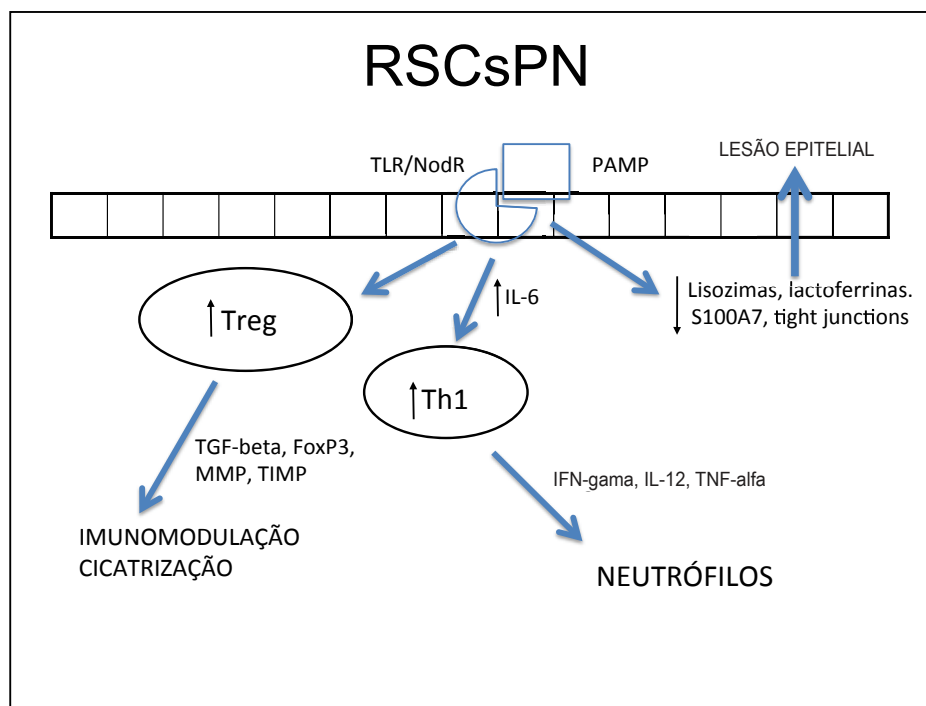 RSCsPN
TLR/NodR
PAMP
LESÃO EPITELIAL
IL-6
Lisozimas, lactoferrinas.
S100A7, tight junctions
Treg
Th1
TGF-beta, FoxP3,
MMP, TIMP
IFN-gama, IL-12, TNF-alfa
IMUNOMODULAÇÃO
CICATRIZAÇÃO
NEUTRÓFILOS